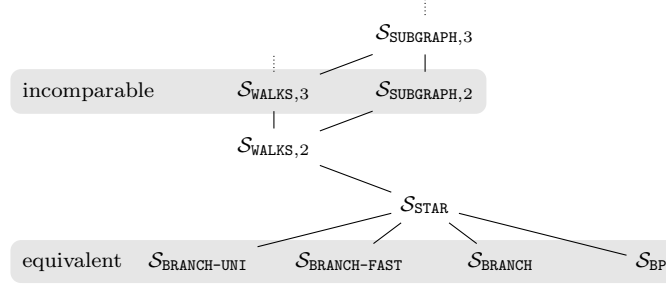 S_SUBGRAPH,3
incomparable S_WALKS,3 S_SUBGRAPH,2
S_WALKS,2
S_STAR
equivalent S_BRANCH-UNI S_BRANCH-FAST S_BRANCH S_BP